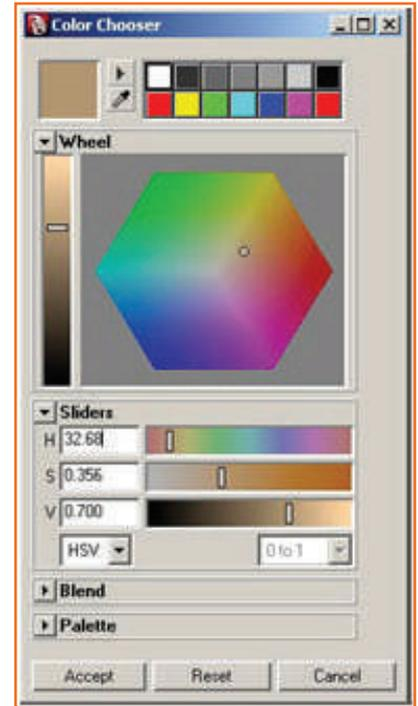 Color Chooser
Wheel
Sliders
H 32.68
S 0.356
V 0.700
HSV 0 to 1
Blend
Palette
Accept Reset Cancel